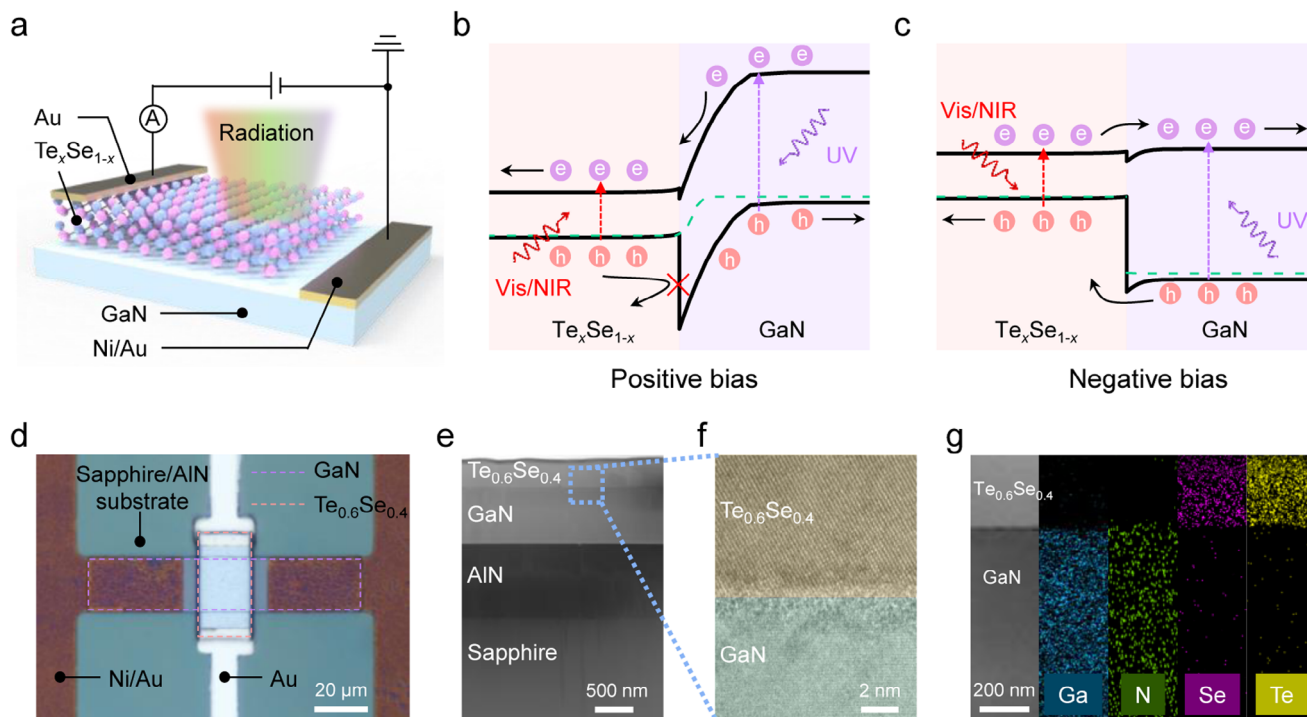 a
Au
TeₓSe₁₋ₓ
A
Radiation
GaN
Ni/Au
b
e e e
e e e
Vis/NIR
UV
h h h
h h h
TeₓSe₁₋ₓ
GaN
Positive bias
c
Vis/NIR
e e e
e e e
UV
h h h
h h h
TeₓSe₁₋ₓ
GaN
Negative bias
d
Sapphire/AlN
substrate
GaN
Te₀.₆Se₀.₄
Ni/Au
Au
20 μm
e
Te₀.₆Se₀.₄
GaN
AlN
Sapphire
500 nm
f
Te₀.₆Se₀.₄
GaN
2 nm
g
Te₀.₆Se₀.₄
GaN
200 nm
Ga
N
Se
Te